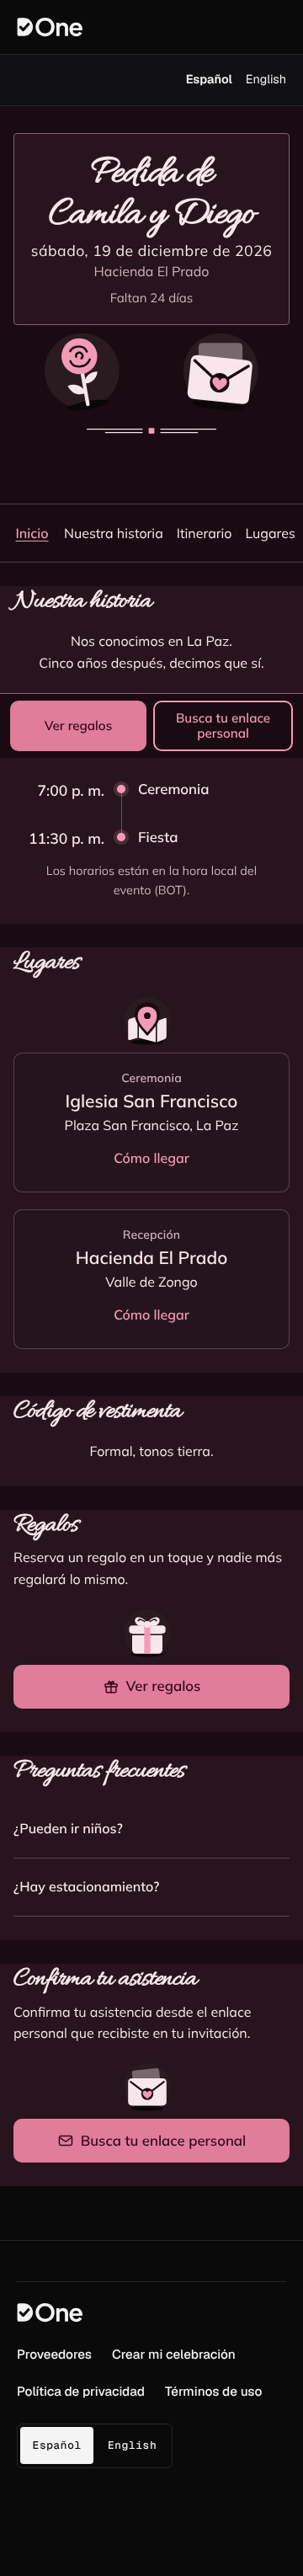 One
Español English
Pedida de
Camila y Diego
sábado, 19 de diciembre de 2026
Hacienda El Prado
Faltan 24 días
Inicio Nuestra historia Itinerario Lugares
Nuestra historia
Nos conocimos en La Paz.
Cinco años después, decimos que sí.
Ver regalos
Busca tu enlace
personal
7:00 p. m. Ceremonia
11:30 p. m. Fiesta
Los horarios están en la hora local del
evento (BOT).
Lugares
Ceremonia
Iglesia San Francisco
Plaza San Francisco, La Paz
Cómo llegar
Recepción
Hacienda El Prado
Valle de Zongo
Cómo llegar
Código de vestimenta
Formal, tonos tierra.
Regalos
Reserva un regalo en un toque y nadie más
regalará lo mismo.
Ver regalos
Preguntas frecuentes
¿Pueden ir niños?
¿Hay estacionamiento?
Confirma tu asistencia
Confirma tu asistencia desde el enlace
personal que recibiste en tu invitación.
Busca tu enlace personal
One
Proveedores Crear mi celebración
Política de privacidad Términos de uso
Español English